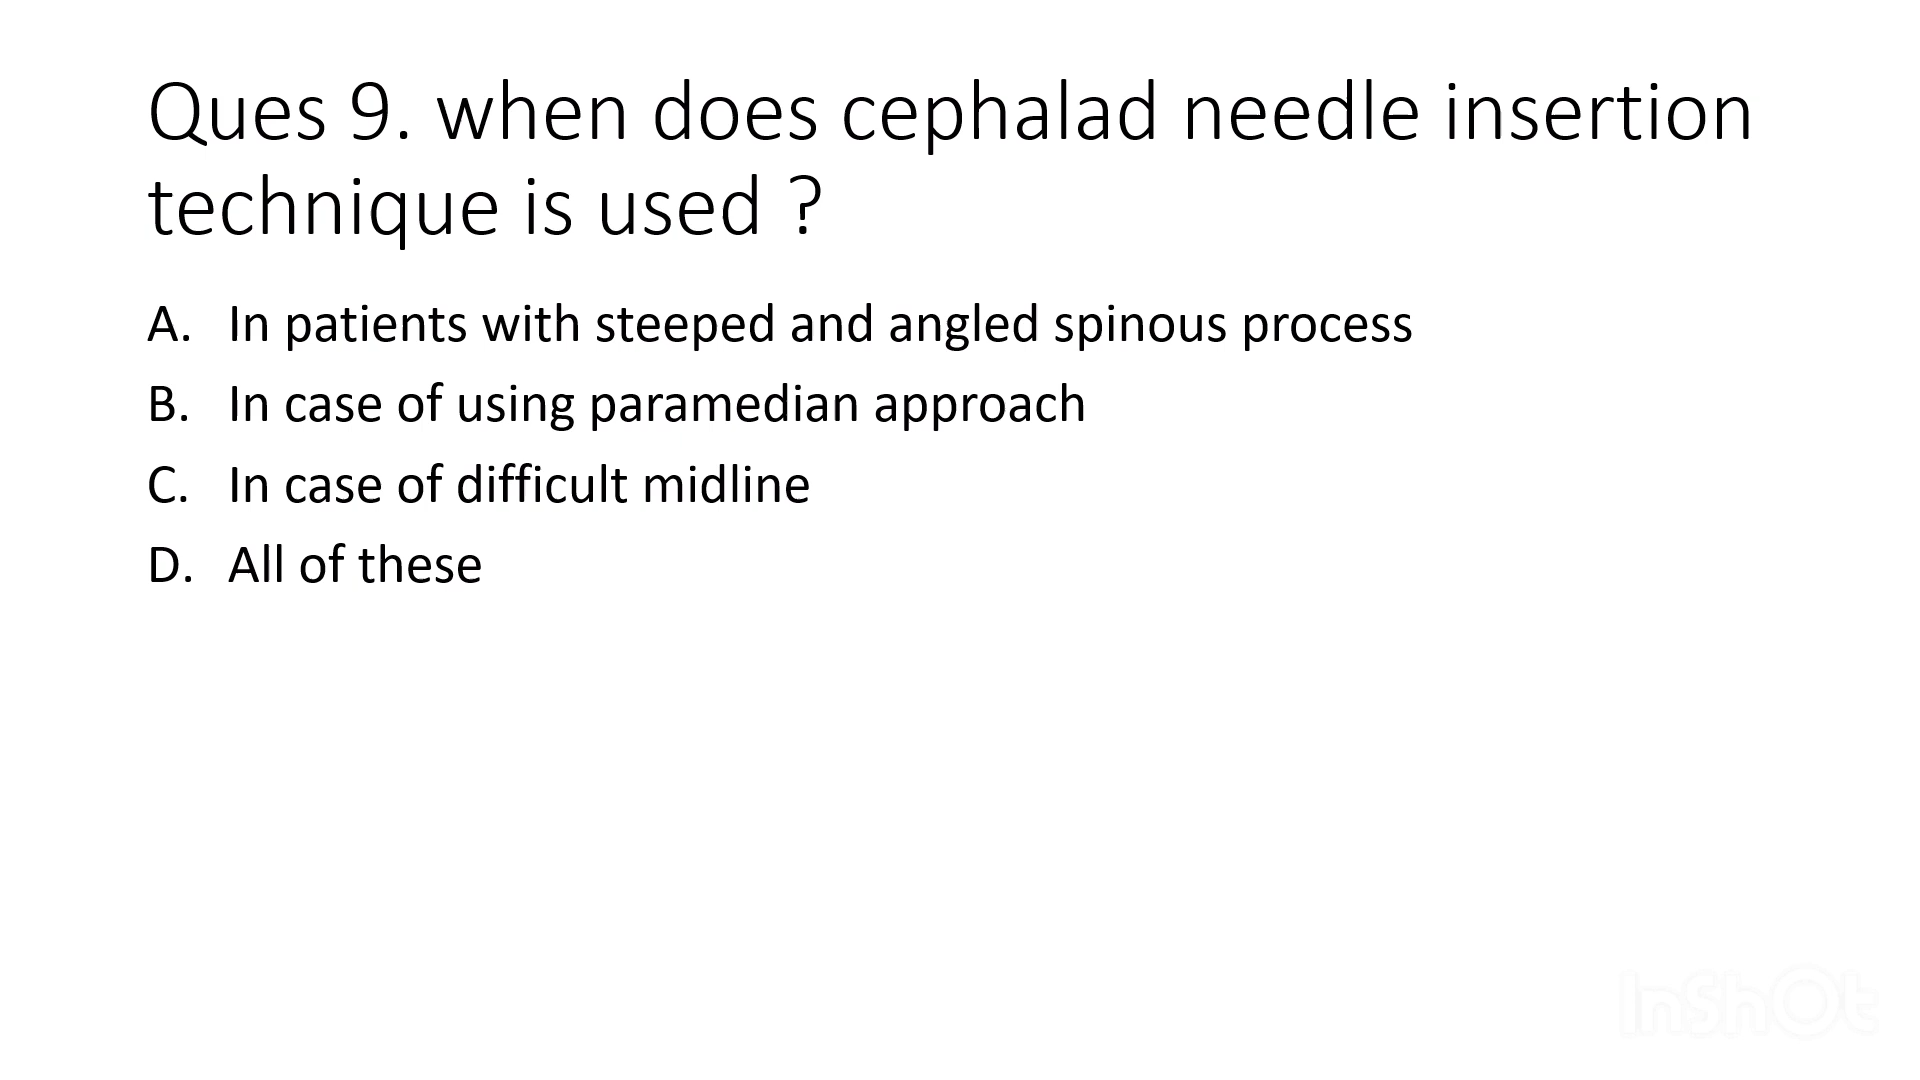 Ques 9. when does cephalad needle insertion
technique is used ?
A. In patients with steeped and angled spinous process
B. In case of using paramedian approach
C. In case of difficult midline
D. All of these
InShOt